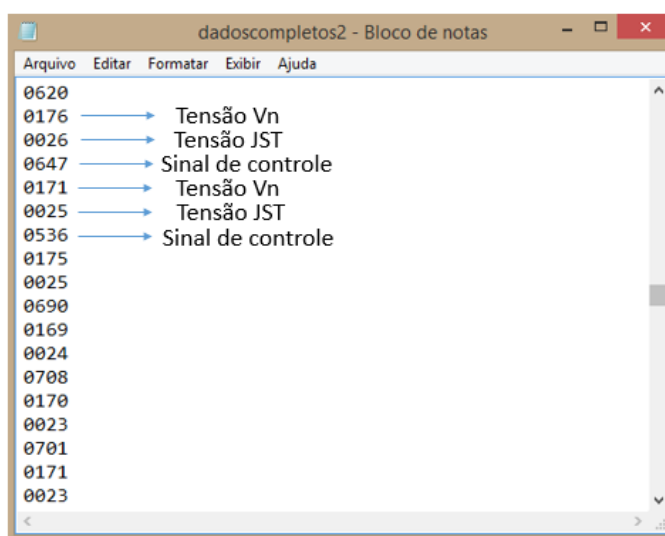 dadoscompletos2 - Bloco de notas
Arquivo Editar Formatar Exibir Ajuda
0620
0176 Tensão Vn
0026 Tensão JST
0647 Sinal de controle
0171 Tensão Vn
0025 Tensão JST
0536 Sinal de controle
0175
0025
0690
0169
0024
0708
0170
0023
0701
0171
0023